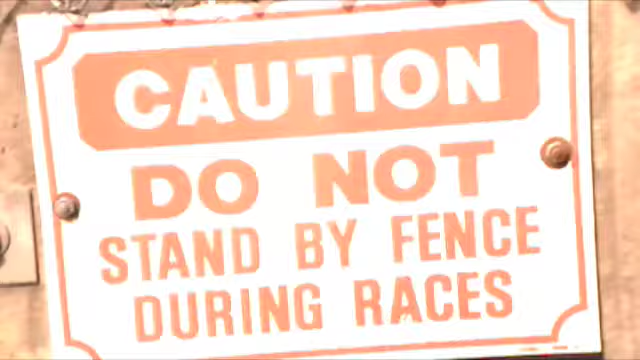 CAUTION
DO NOT
STAND BY FENCE
DURING RACES